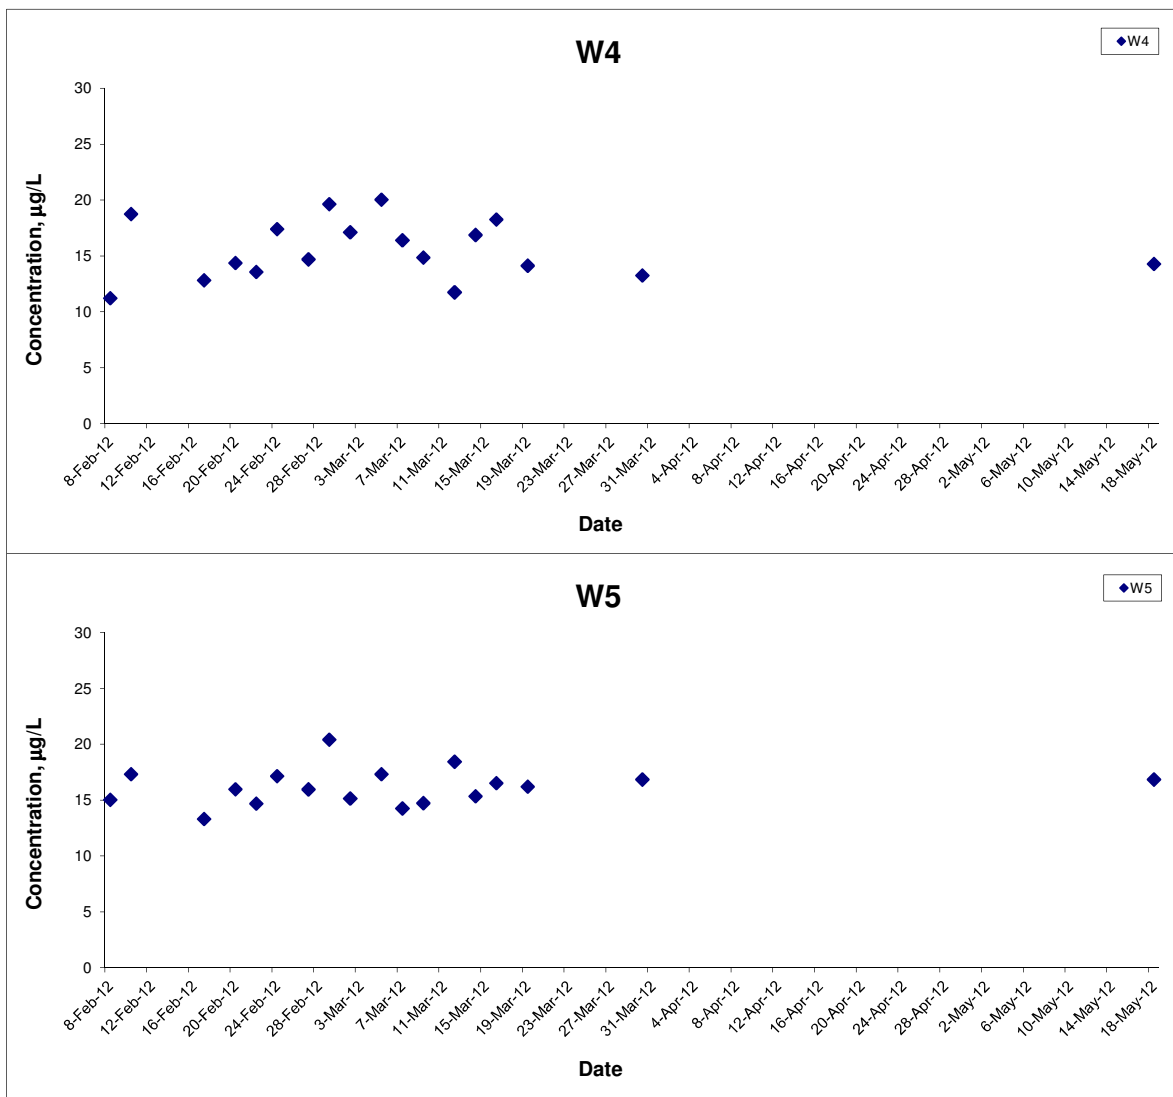 W4
W4
30
25
20
15
10
5
0
Concentration, µg/L
8-Feb-12
12-Feb-12
16-Feb-12
20-Feb-12
24-Feb-12
28-Feb-12
3-Mar-12
7-Mar-12
11-Mar-12
15-Mar-12
19-Mar-12
23-Mar-12
27-Mar-12
31-Mar-12
4-Apr-12
8-Apr-12
12-Apr-12
16-Apr-12
20-Apr-12
24-Apr-12
28-Apr-12
2-May-12
6-May-12
10-May-12
14-May-12
18-May-12
Date
W5
W5
30
25
20
15
10
5
0
Concentration, µg/L
8-Feb-12
12-Feb-12
16-Feb-12
20-Feb-12
24-Feb-12
28-Feb-12
3-Mar-12
7-Mar-12
11-Mar-12
15-Mar-12
19-Mar-12
23-Mar-12
27-Mar-12
31-Mar-12
4-Apr-12
8-Apr-12
12-Apr-12
16-Apr-12
20-Apr-12
24-Apr-12
28-Apr-12
2-May-12
6-May-12
10-May-12
14-May-12
18-May-12
Date